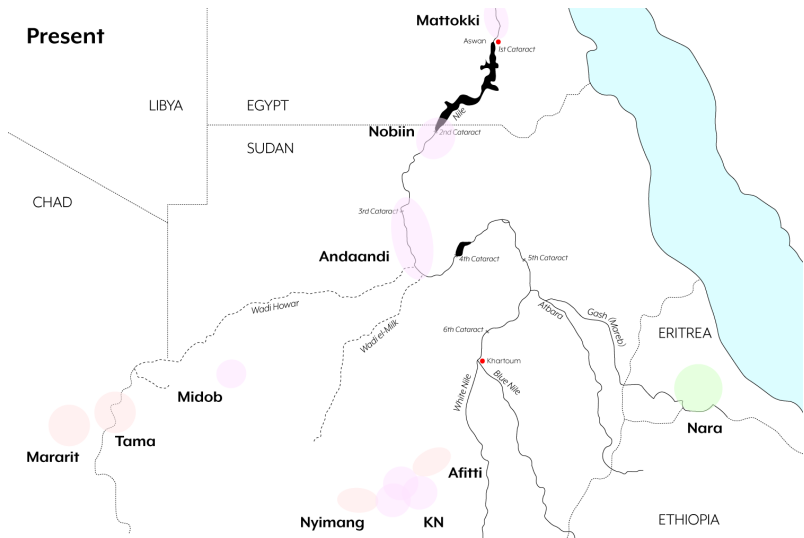 Present
Mattokki
Aswan
1st Cataract
LIBYA
EGYPT
Nile
Nobiin
2nd Cataract
SUDAN
CHAD
3rd Cataract
Andaandi
4th Cataract
5th Cataract
Wadi Howar
Wadi el-Milk
Atbara
Gash (Mareb)
6th Cataract
ERITREA
Khartoum
White Nile
Blue Nile
Midob
Tama
Mararit
Nara
Afitti
Nyimang
KN
ETHIOPIA